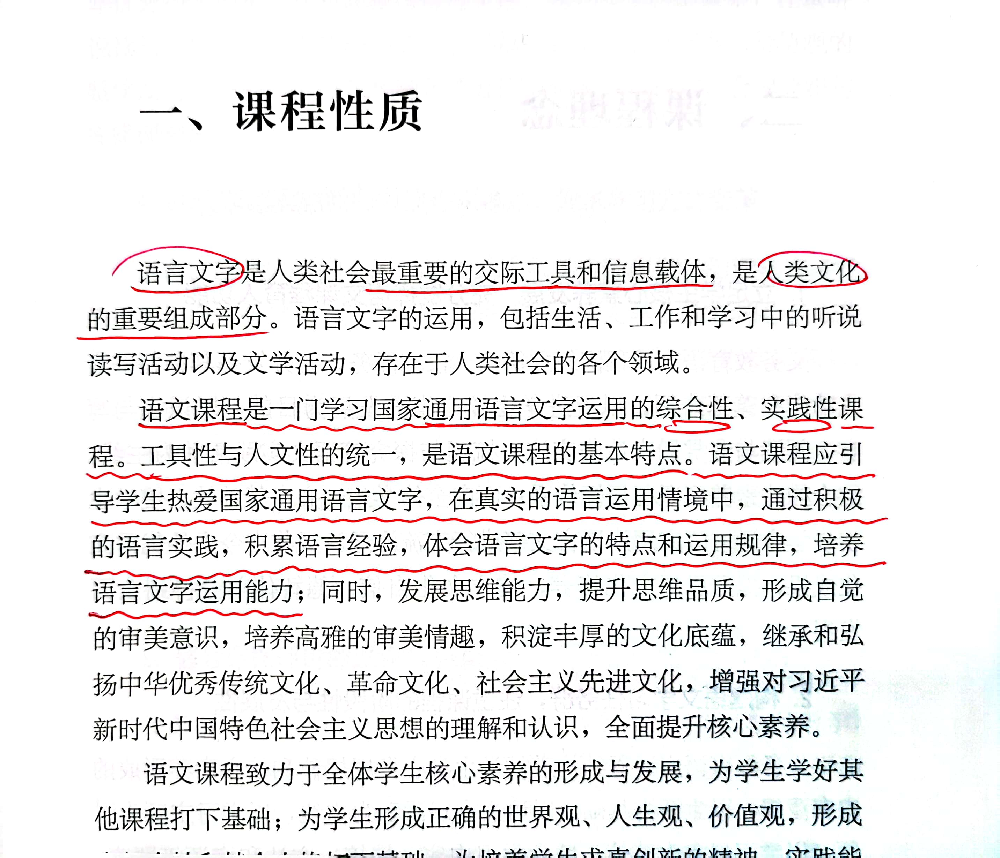 一、课程性质
语言文字是人类社会最重要的交际工具和信息载体，是人类文化
的重要组成部分。语言文字的运用，包括生活、工作和学习中的听说
读写活动以及文学活动，存在于人类社会的各个领域。
语文课程是一门学习国家通用语言文字运用的综合性、实践性课
程。工具性与人文性的统一，是语文课程的基本特点。语文课程应引
导学生热爱国家通用语言文字，在真实的语言运用情境中，通过积极
的语言实践，积累语言经验，体会语言文字的特点和运用规律，培养
语言文字运用能力；同时，发展思维能力，提升思维品质，形成自觉
的审美意识，培养高雅的审美情趣，积淀丰厚的文化底蕴，继承和弘
扬中华优秀传统文化、革命文化、社会主义先进文化，增强对习近平
新时代中国特色社会主义思想的理解和认识，全面提升核心素养。
语文课程致力于全体学生核心素养的形成与发展，为学生学好其
他课程打下基础；为学生形成正确的世界观、人生观、价值观，形成
下基础；为培养学生求真创新的精神、实践能